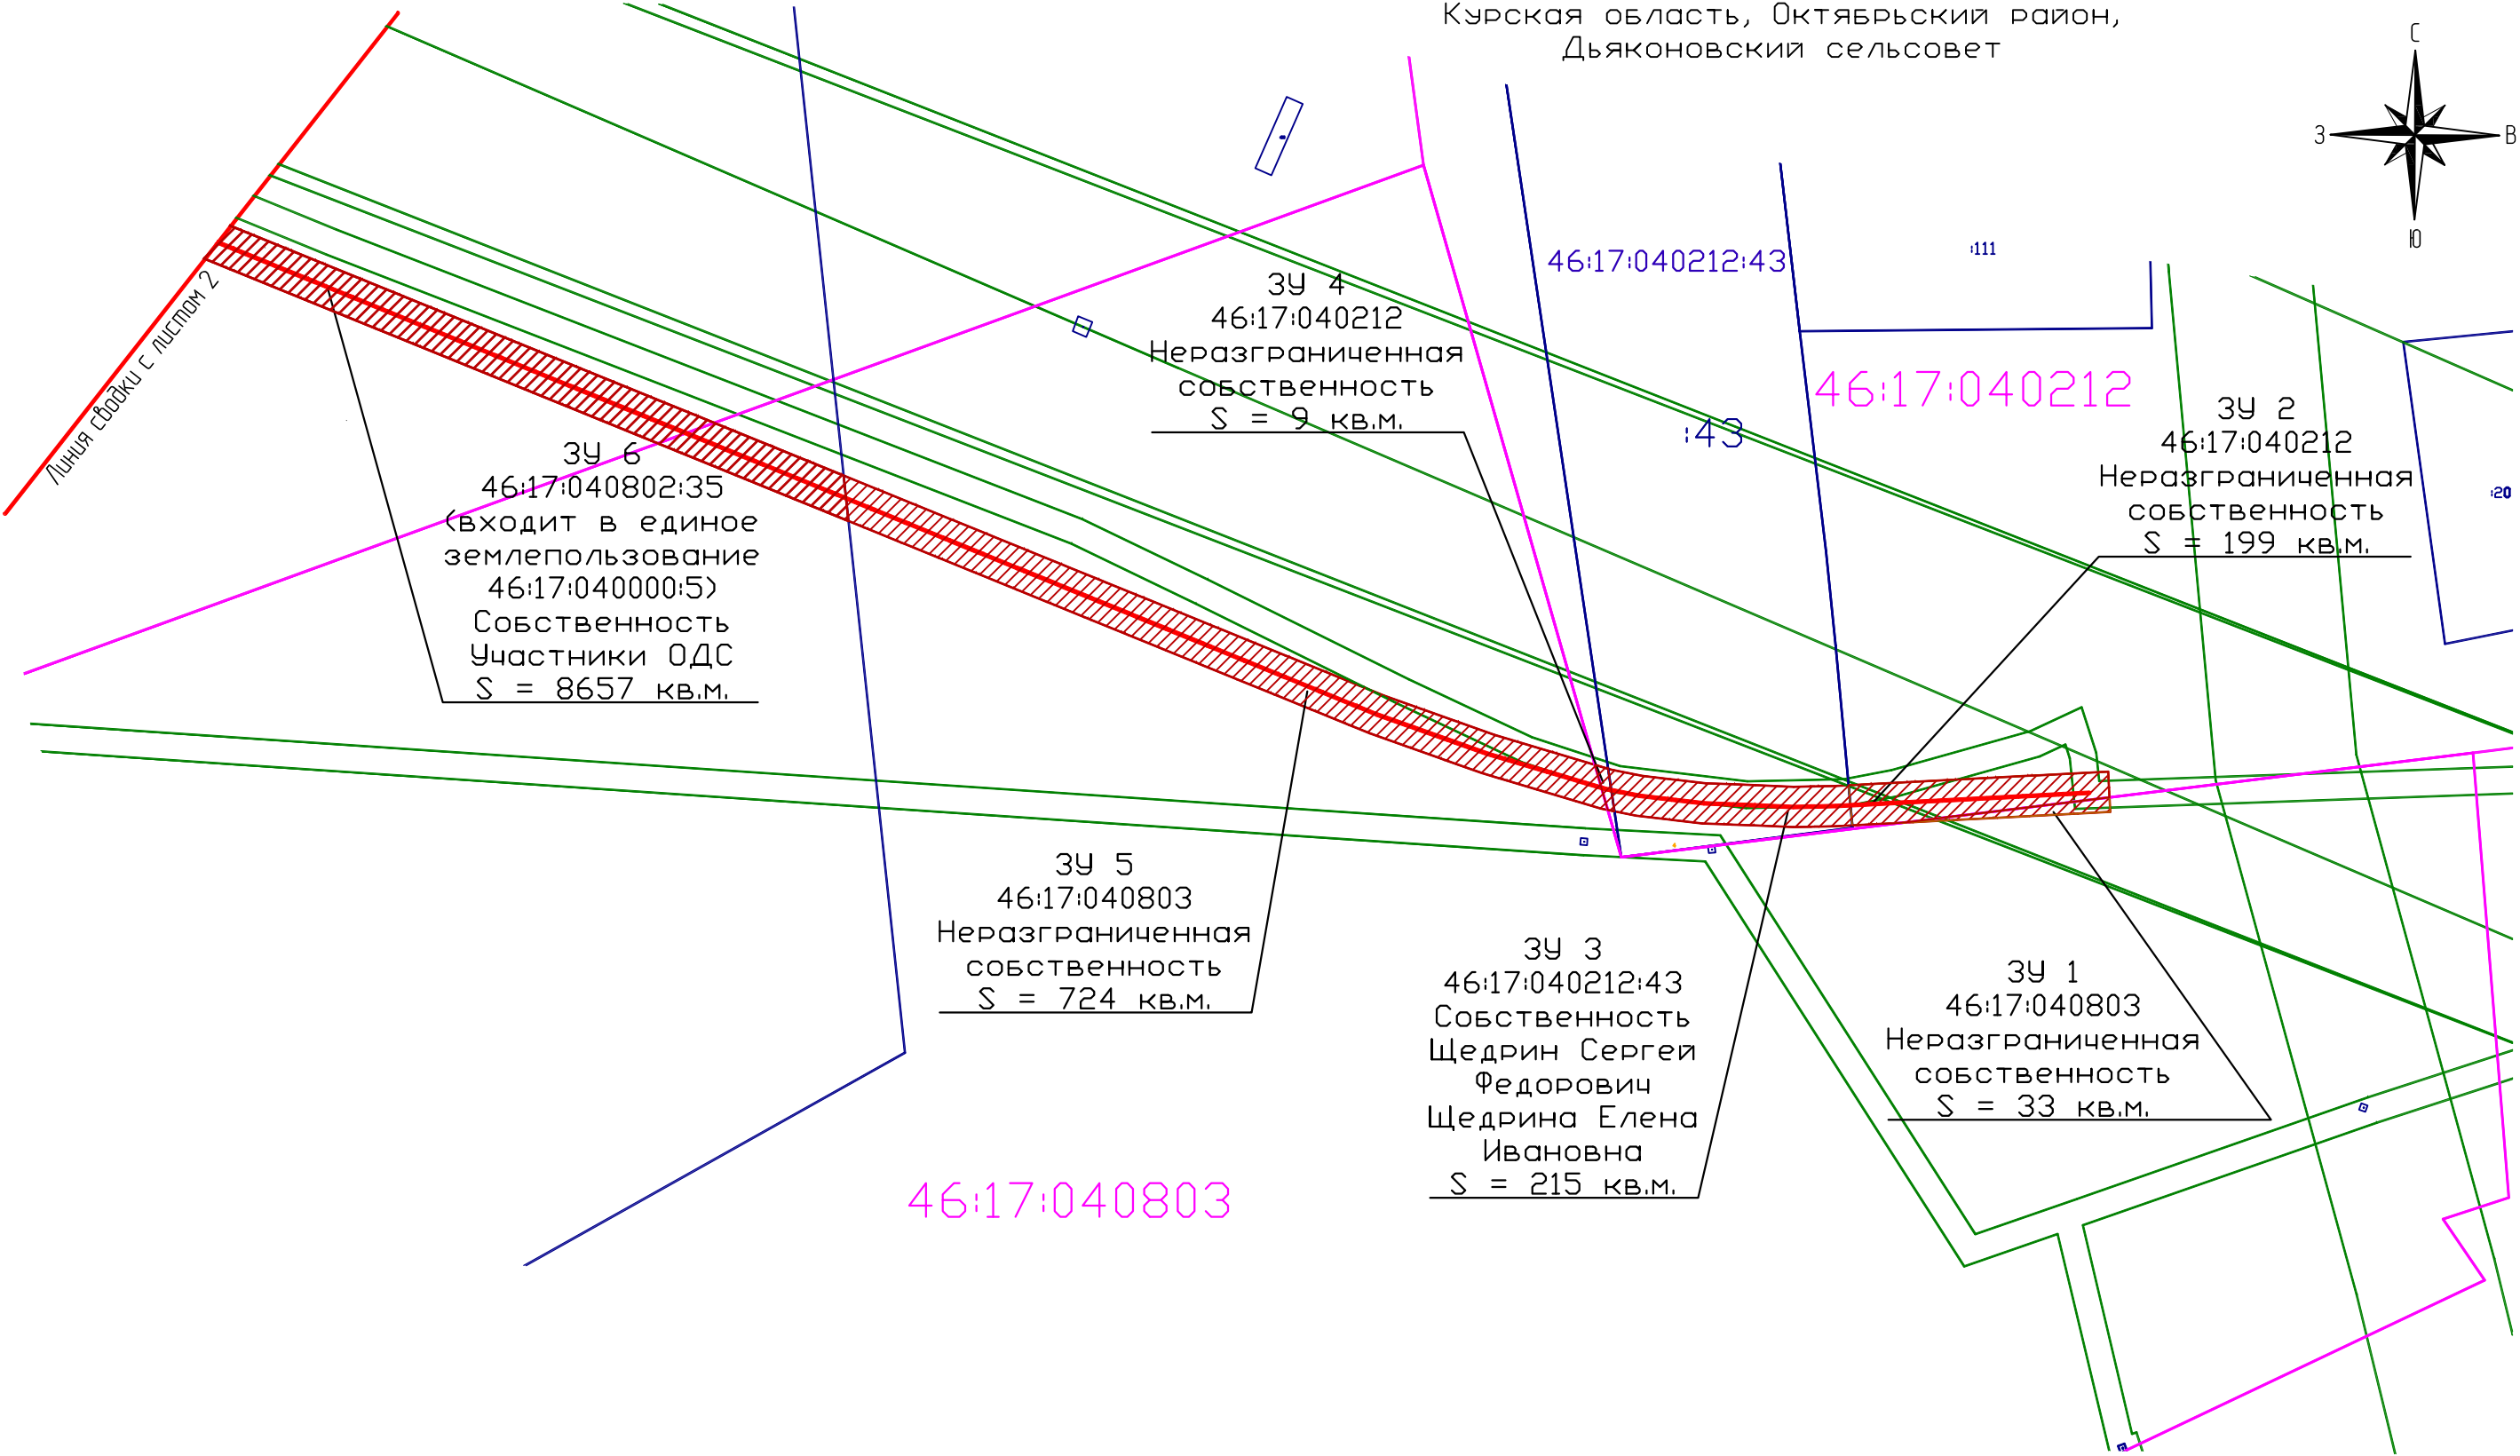 Курская область, Октябрьский район,
Дьяконовский сельсовет
С
З
В
Ю
46:17:040212:43
:111
ЗУ 4
46:17:040212
Неразграниченная
собственность
S = 9 кв.м.
46:17:040212
:43
ЗУ 2
46:17:040212
Неразграниченная
собственность
S = 199 кв.м.
:20
Линия сводки с листом 2
ЗУ 6
46:17:040802:35
(входит в единое
землепользование
46:17:040000:5)
Собственность
Участники ОДС
S = 8657 кв.м.
ЗУ 5
46:17:040803
Неразграниченная
собственность
S = 724 кв.м.
ЗУ 3
46:17:040212:43
Собственность
Щедрин Сергей
Федорович
Щедрина Елена
Ивановна
S = 215 кв.м.
ЗУ 1
46:17:040803
Неразграниченная
собственность
S = 33 кв.м.
46:17:040803